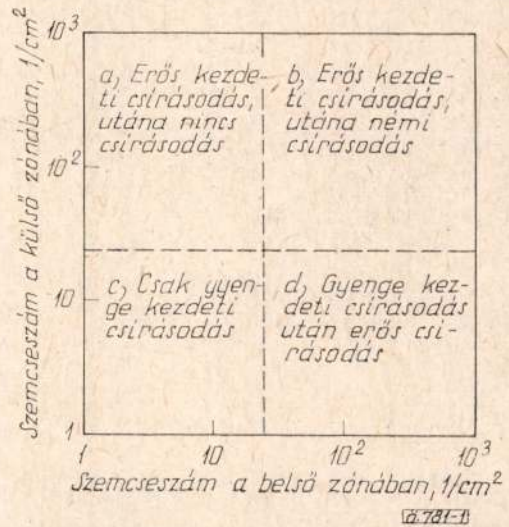 Szemcseszám a külső zónában, 1/cm²
10³
10²
10
1
a, Erős kezde-
ti csírásodás,
utána nincs
csírásodás
b, Erős kezde-
ti csírásodás,
utána némi
csírásodás
c, Csak gyen-
ge kezdeti
csírásodás
d, Gyenge kez-
deti csírásodás
után erős csí-
rásodás
1
10
10²
10³
Szemcseszám a belső zónában, 1/cm²
ö.781-1